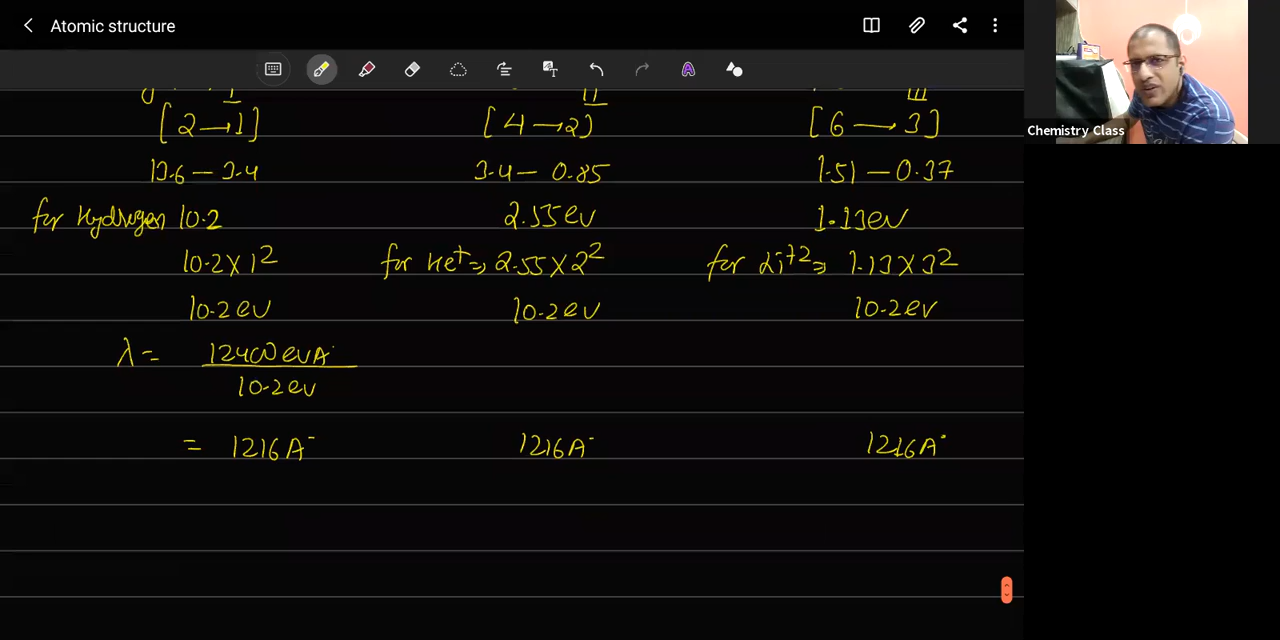 Atomic structure
I II III
[2→1] [4→2) [6→3]
13.6 — 3.4 3.4 — 0.85 1.51 — 0.37
for Hydrogen 10.2 2.55 ev 1.13 ev
10.2 X 1² for He⁺ ⇒ 2.55 X 2² for Li⁺² ⇒ 1.13 X 3²
10.2 ev 10.2 ev 10.2 ev
λ = 12400 ev A° / 10.2 ev
= 1216 A° 1216 A° 1216 A°
Chemistry Class